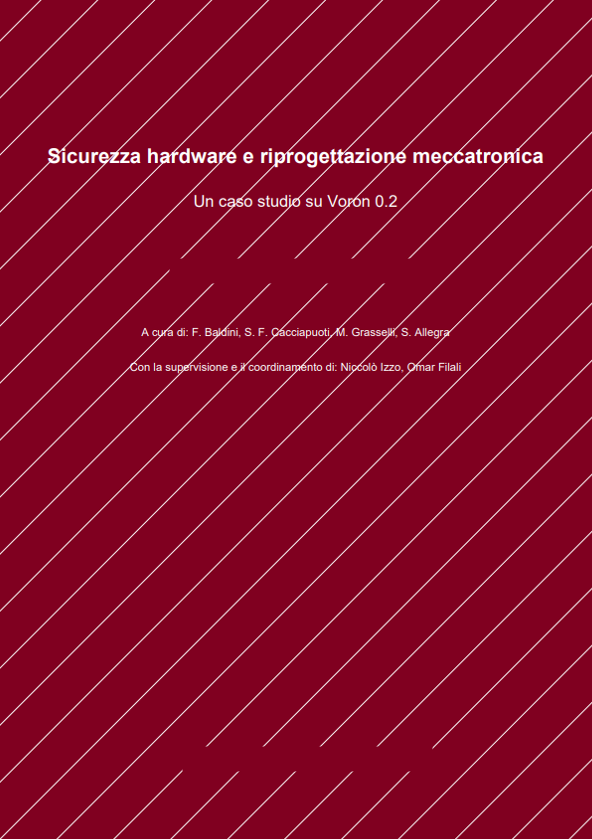 Sicurezza hardware e riprogettazione meccatronica
Un caso studio su Voron 0.2
A cura di: F. Baldini, S. F. Cacciapuoti, M. Grasselli, S. Allegra
Con la supervisione e il coordinamento di: Niccolò Izzo, Omar Filali